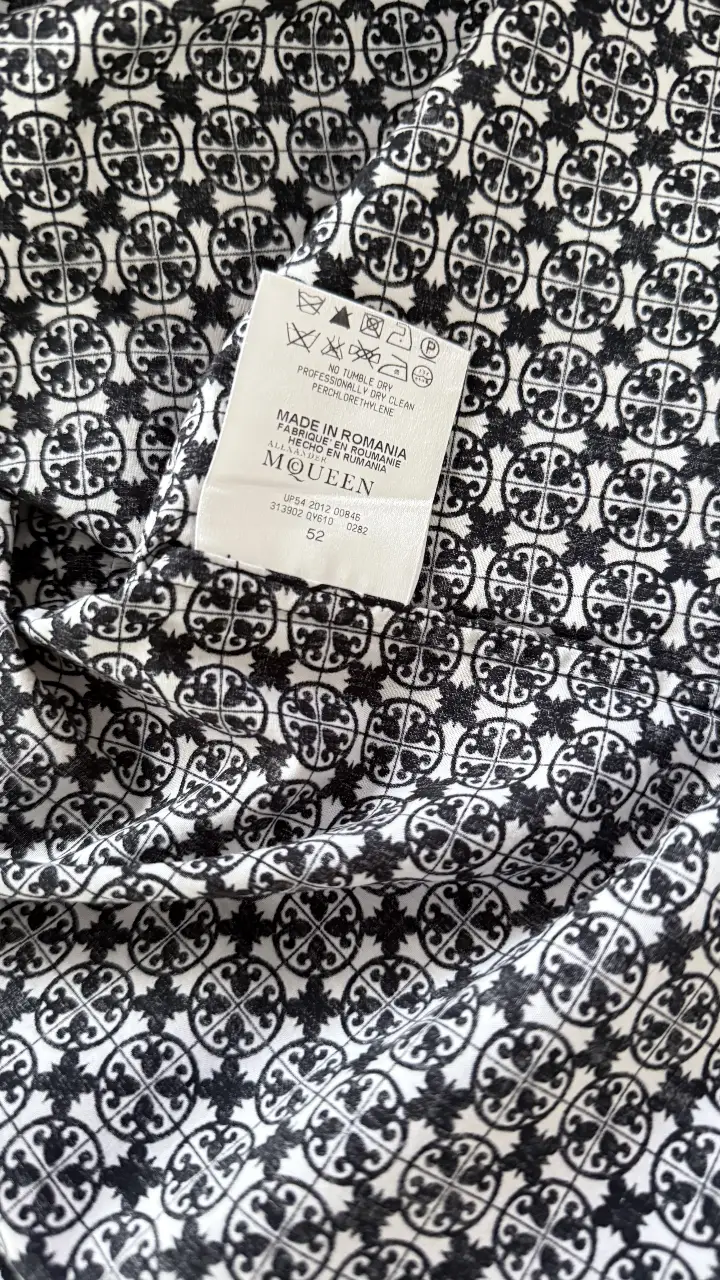 P
NO TUMBLE DRY
PROFESSIONALLY DRY CLEAN
PERCHLORETHYLENE
MADE IN ROMANIA
FABRIQUE' EN ROUMANIE
HECHO EN RUMANIA
ALEXANDER
MCQUEEN
UP54 2012 00846
313902 QY610 0282
52